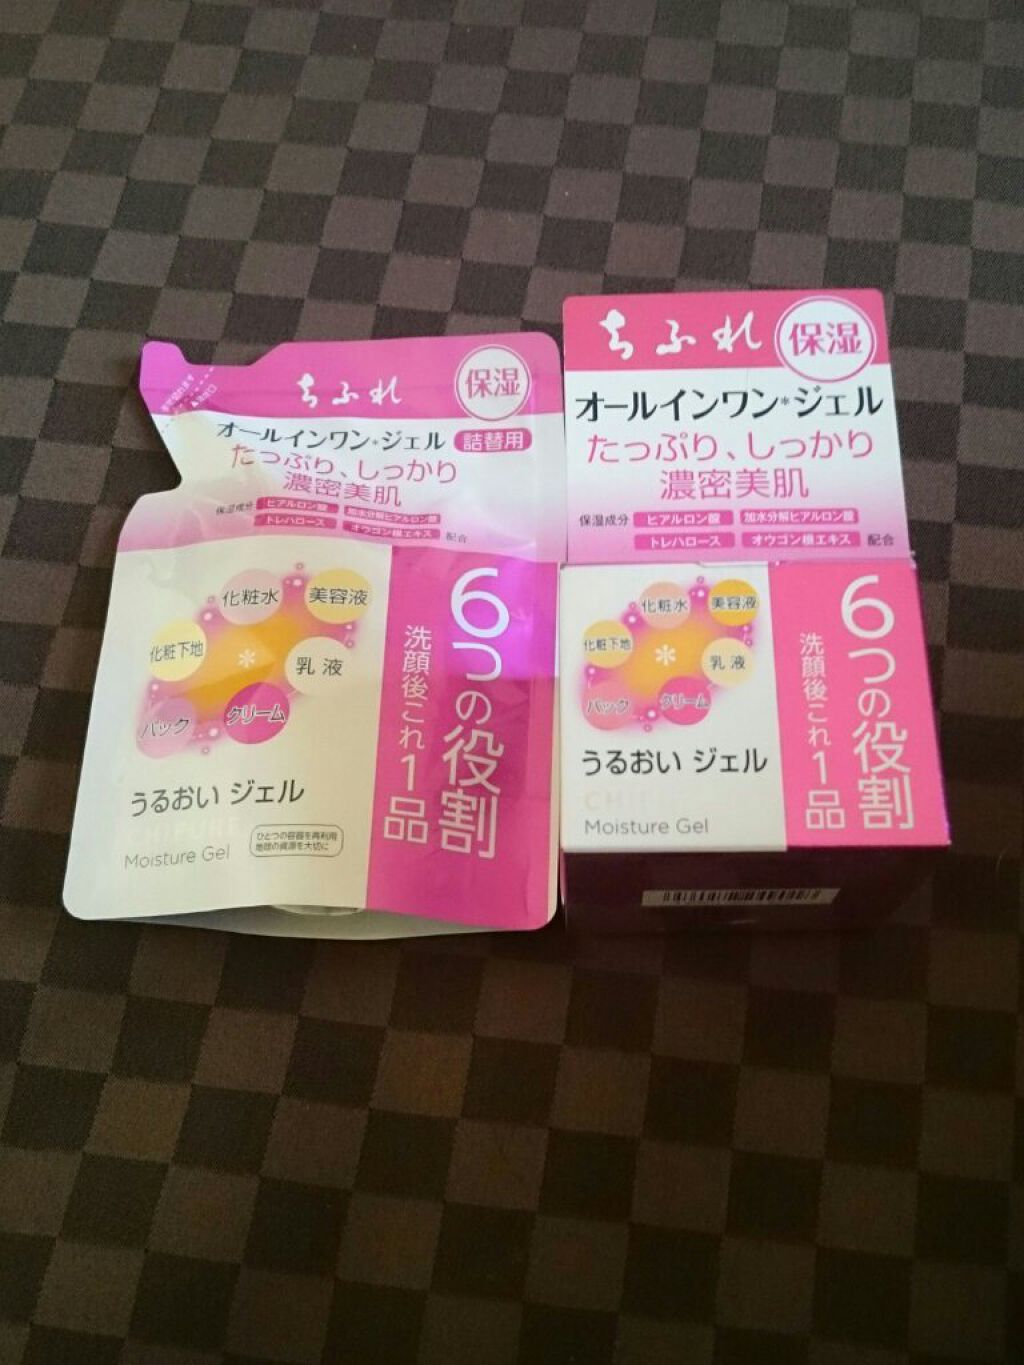 ちふれ
保湿
オールインワン*ジェル
詰替用
たっぷり、しっかり
濃密美肌
保湿成分
ヒアルロン酸
加水分解ヒアルロン酸
トレハロース
オウゴン根エキス
配合
化粧水
美容液
化粧下地
乳液
パック
クリーム
6つの役割
洗顔後これ1品
うるおい ジェル
CHIFURE
Moisture Gel
ひとつの容器を再利用
地球の資源を大切に
ちふれ
保湿
オールインワン*ジェル
たっぷり、しっかり
濃密美肌
保湿成分
ヒアルロン酸
加水分解ヒアルロン酸
トレハロース
オウゴン根エキス
配合
化粧水
美容液
化粧下地
乳液
パック
クリーム
6つの役割
洗顔後これ1品
うるおい ジェル
Moisture Gel